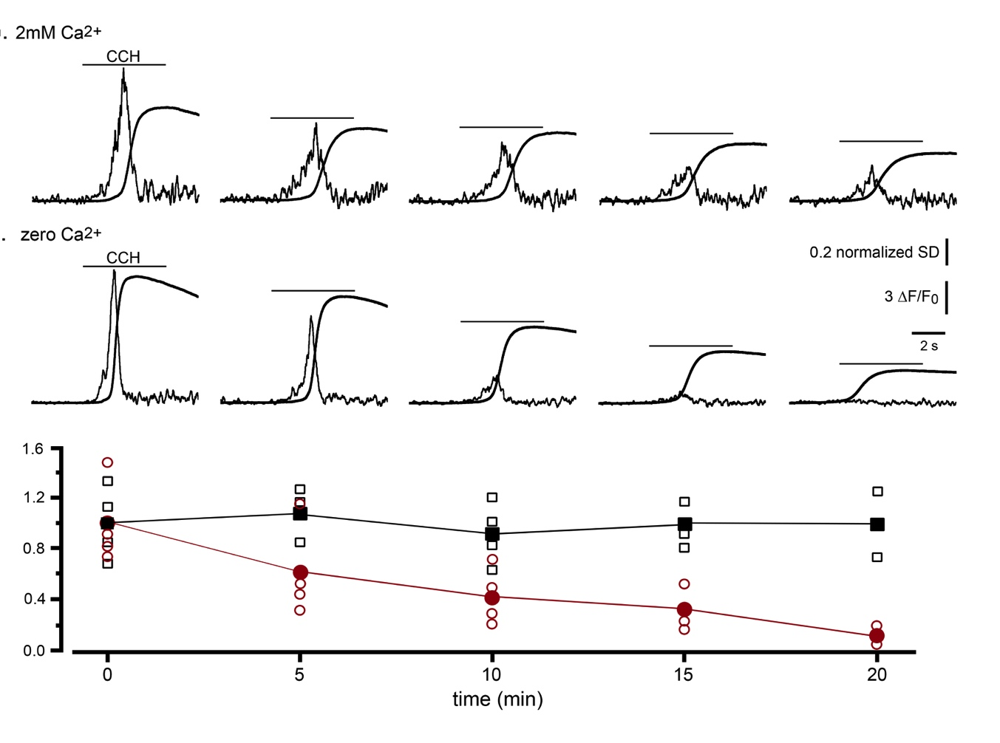 . 2mM Ca2+
CCH
. zero Ca2+
CCH
0.2 normalized SD
3 ΔF/F0
2 s
1.6
1.2
0.8
0.4
0.0
0 5 10 15 20
time (min)